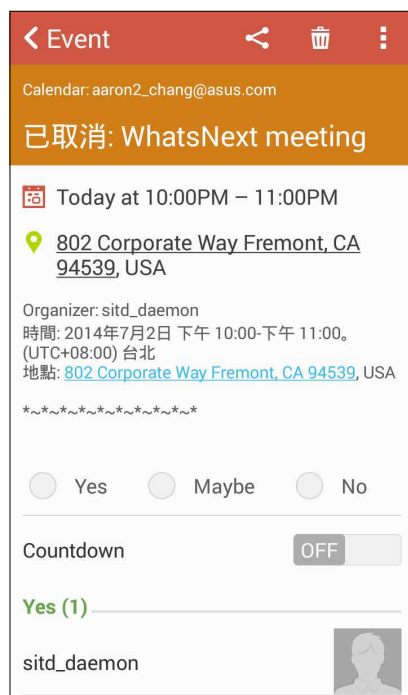 Event
Calendar: aaron2_chang@asus.com
已取消: WhatsNext meeting
Today at 10:00PM – 11:00PM
802 Corporate Way Fremont, CA
94539, USA
Organizer: sitd_daemon
時間: 2014年7月2日 下午 10:00-下午 11:00。
(UTC+08:00) 台北
地點: 802 Corporate Way Fremont, CA 94539, USA
*~*~*~*~*~*~*~*~*~*
Yes Maybe No
Countdown OFF
Yes (1)
sitd_daemon